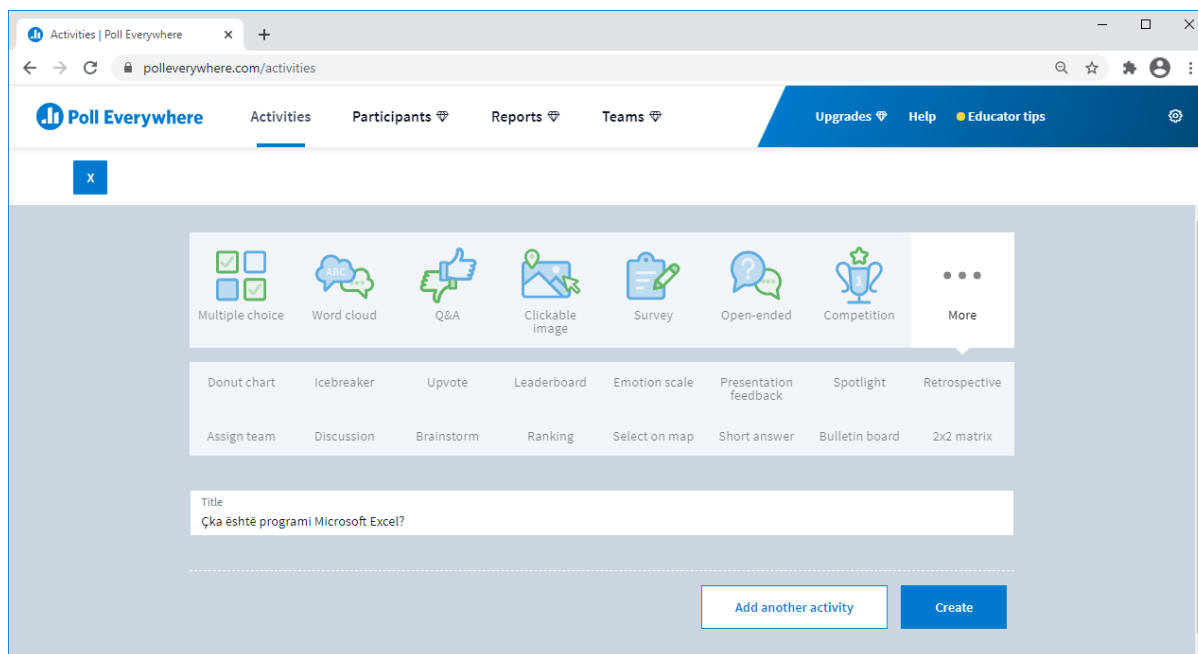 Activities | Poll Everywhere
polleverywhere.com/activities
Poll Everywhere Activities Participants Reports Teams Upgrades Help Educator tips
x
ABC ? 1
Multiple choice Word cloud Q&A Clickable image Survey Open-ended Competition More
Donut chart Icebreaker Upvote Leaderboard Emotion scale Presentation feedback Spotlight Retrospective
Assign team Discussion Brainstorm Ranking Select on map Short answer Bulletin board 2x2 matrix
Title
Çka është programi Microsoft Excel?
Add another activity Create